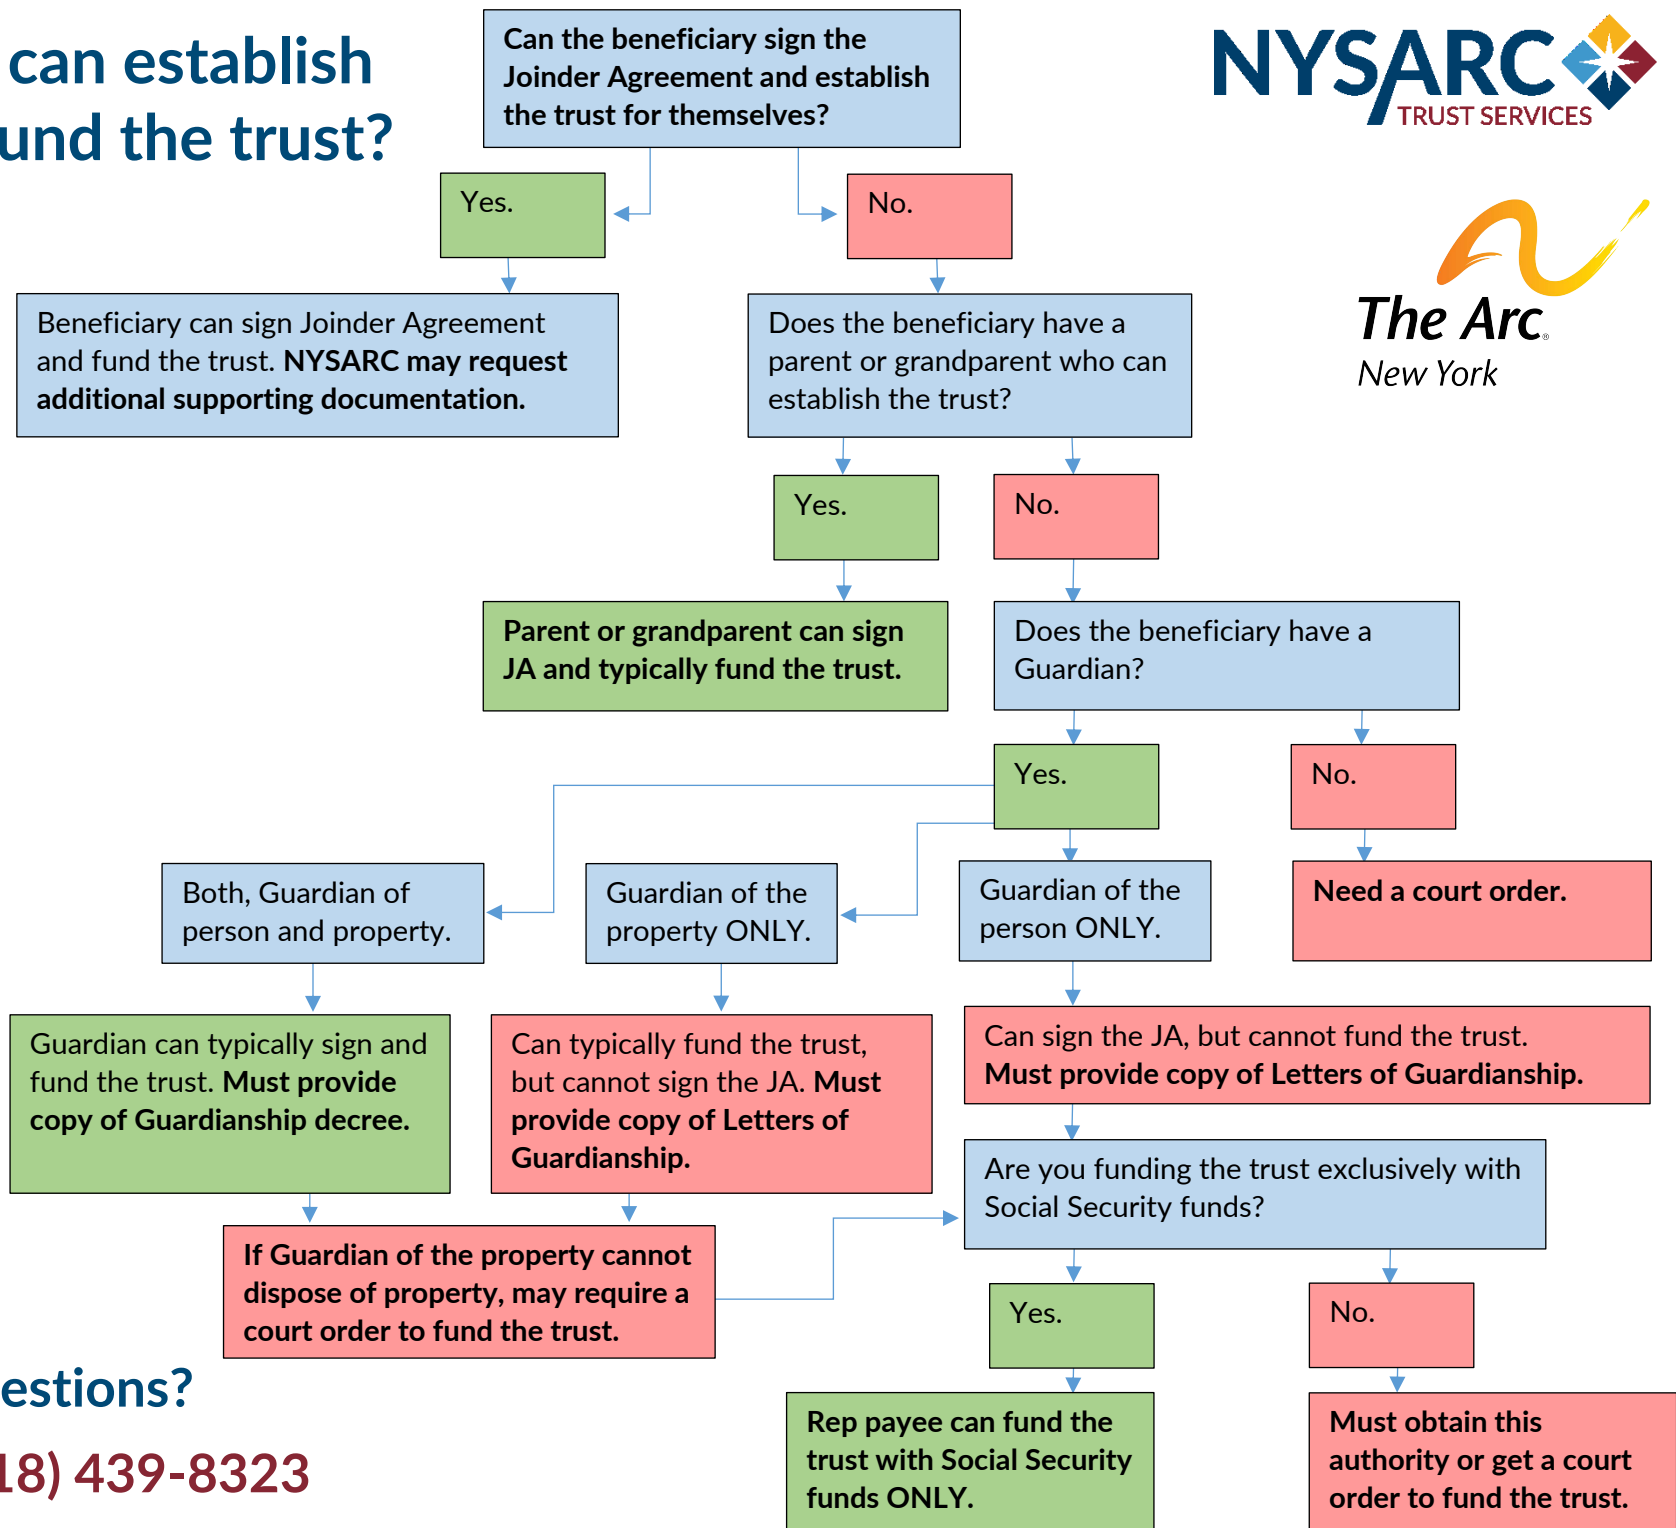 can establish
und the trust?
Can the beneficiary sign the
Joinder Agreement and establish
the trust for themselves?
NYSARC
TRUST SERVICES
Yes.
No.
The Arc®
New York
Beneficiary can sign Joinder Agreement
and fund the trust. NYSARC may request
additional supporting documentation.
Does the beneficiary have a
parent or grandparent who can
establish the trust?
Yes.
No.
Parent or grandparent can sign
JA and typically fund the trust.
Does the beneficiary have a
Guardian?
Yes.
No.
Both, Guardian of
person and property.
Guardian of the
property ONLY.
Guardian of the
person ONLY.
Need a court order.
Guardian can typically sign and
fund the trust. Must provide
copy of Guardianship decree.
Can typically fund the trust,
but cannot sign the JA. Must
provide copy of Letters of
Guardianship.
Can sign the JA, but cannot fund the trust.
Must provide copy of Letters of Guardianship.
Are you funding the trust exclusively with
Social Security funds?
If Guardian of the property cannot
dispose of property, may require a
court order to fund the trust.
Yes.
No.
Rep payee can fund the
trust with Social Security
funds ONLY.
Must obtain this
authority or get a court
order to fund the trust.
estions?
18) 439-8323